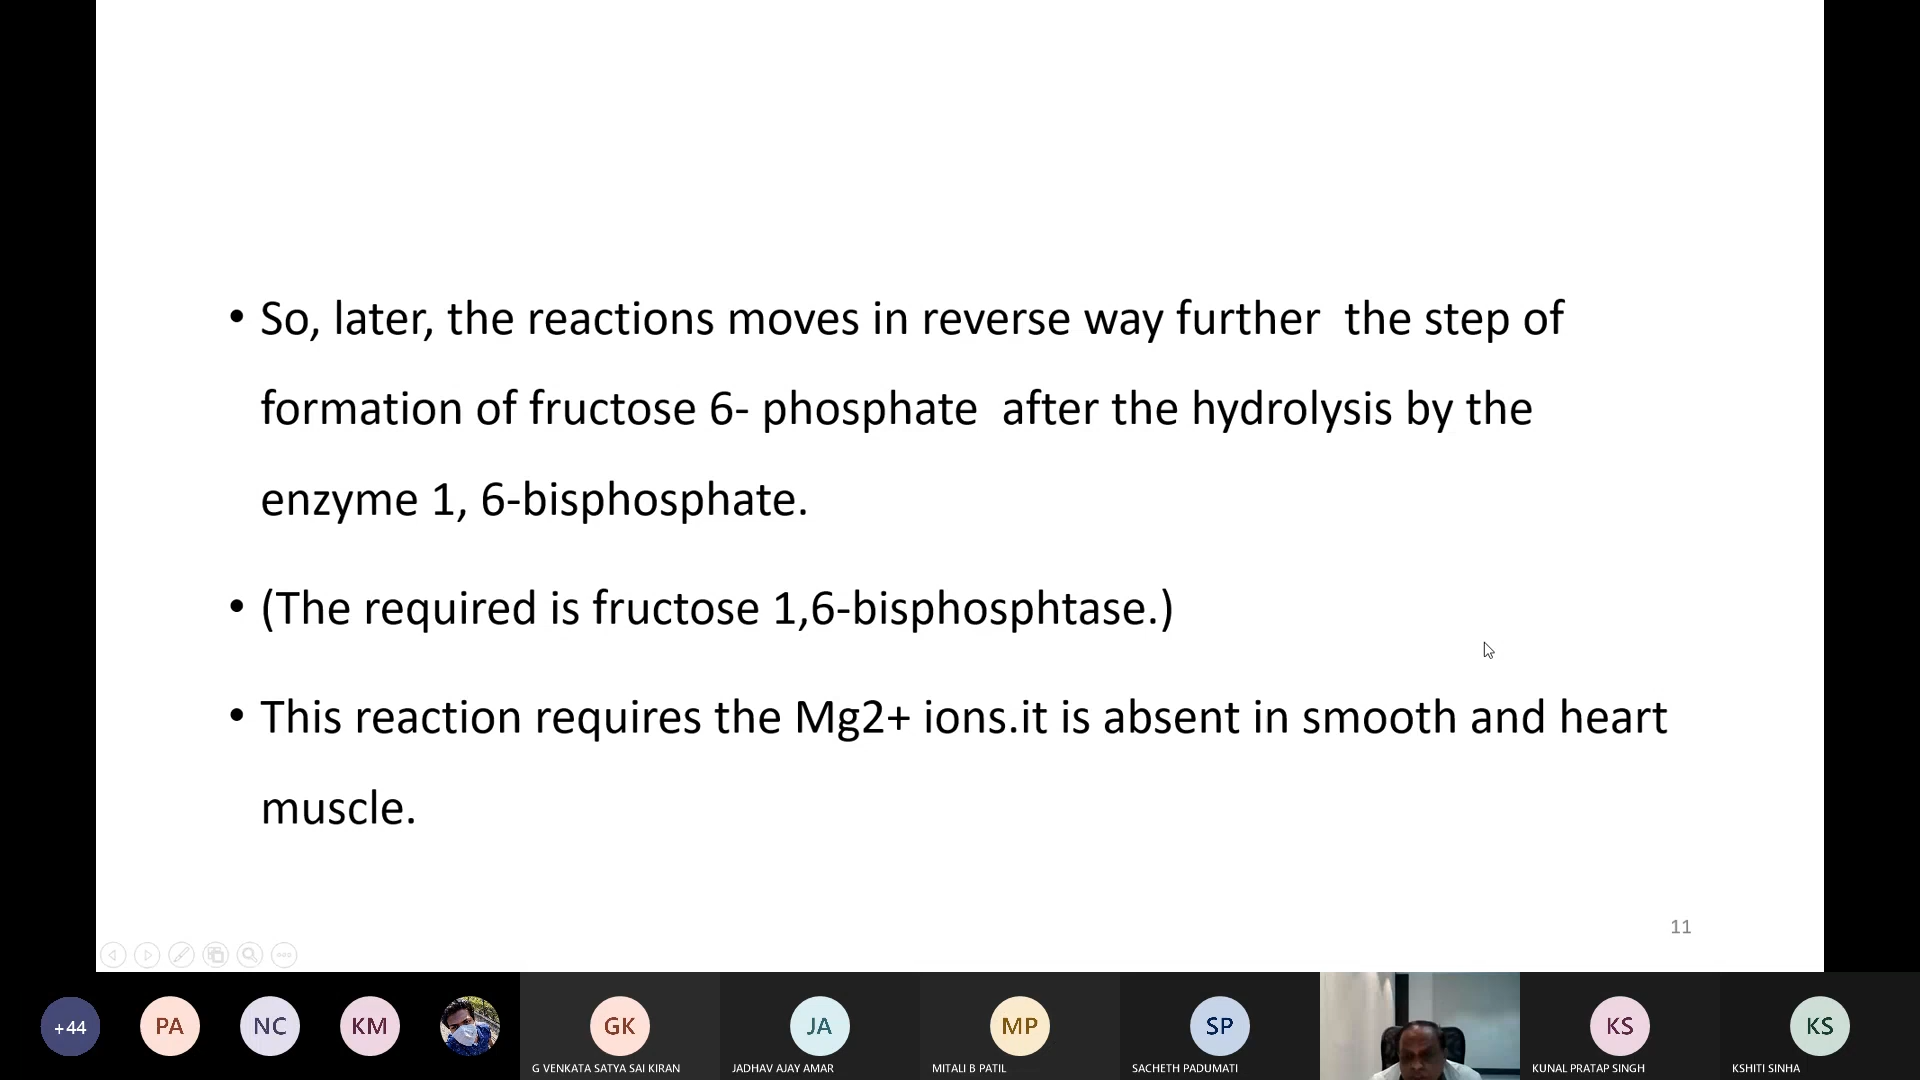 • So, later, the reactions moves in reverse way further  the step of
formation of fructose 6- phosphate  after the hydrolysis by the
enzyme 1, 6-bisphosphate.
• (The required is fructose 1,6-bisphosphtase.)
• This reaction requires the Mg2+ ions.it is absent in smooth and heart
muscle.
11
+44
PA
NC
KM
GK
JA
MP
SP
KS
KS
G VENKATA SATYA SAI KIRAN
JADHAV AJAY AMAR
MITALI B PATIL
SACHETH PADUMATI
KUNAL PRATAP SINGH
KSHITI SINHA